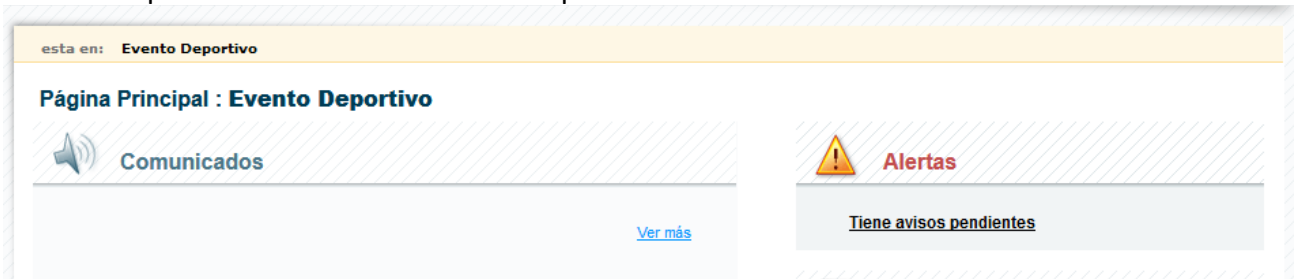 esta en: Evento Deportivo
Página Principal : Evento Deportivo
Comunicados
Alertas
Ver más
Tiene avisos pendientes